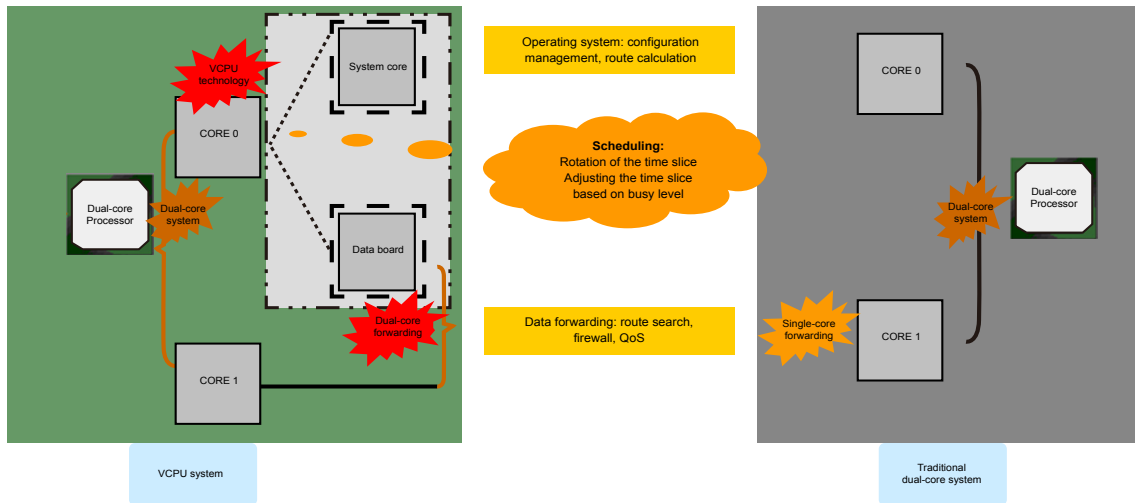 VCPU
technology
System core
CORE 0
Dual-core
Processor
Dual-core
system
Data board
Dual-core
forwarding
CORE 1
VCPU system
Operating system: configuration
management, route calculation
Scheduling:
Rotation of the time slice
Adjusting the time slice
based on busy level
Data forwarding: route search,
firewall, QoS
CORE 0
Dual-core
system
Dual-core
Processor
Single-core
forwarding
CORE 1
Traditional
dual-core system